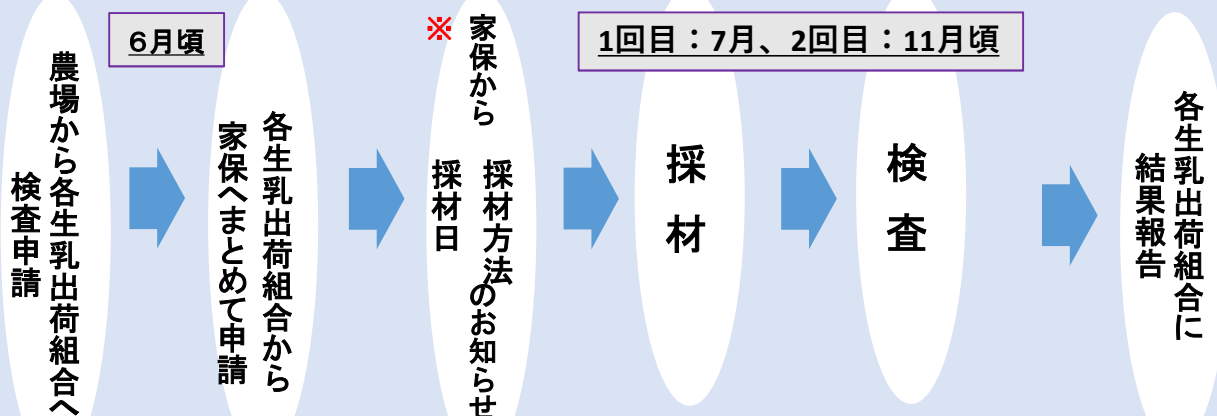 6月頃
農場から各生乳出荷組合へ
検査申請
各生乳出荷組合から
家保へまとめて申請
※
家保から
採材方法
採材日
のお知らせ
1回目：7月、2回目：11月頃
採材
検査
各生乳出荷組合に
結果報告